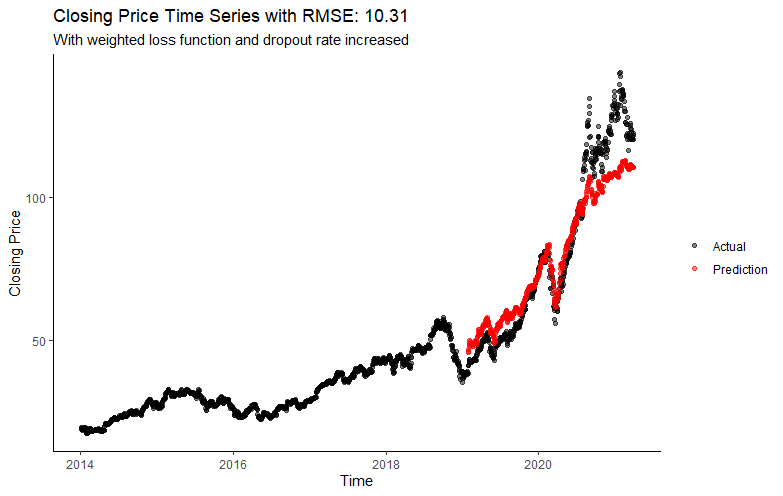 Closing Price Time Series with RMSE: 10.31
With weighted loss function and dropout rate increased
100
50
Closing Price
2014 2016 2018 2020
Time
Actual
Prediction